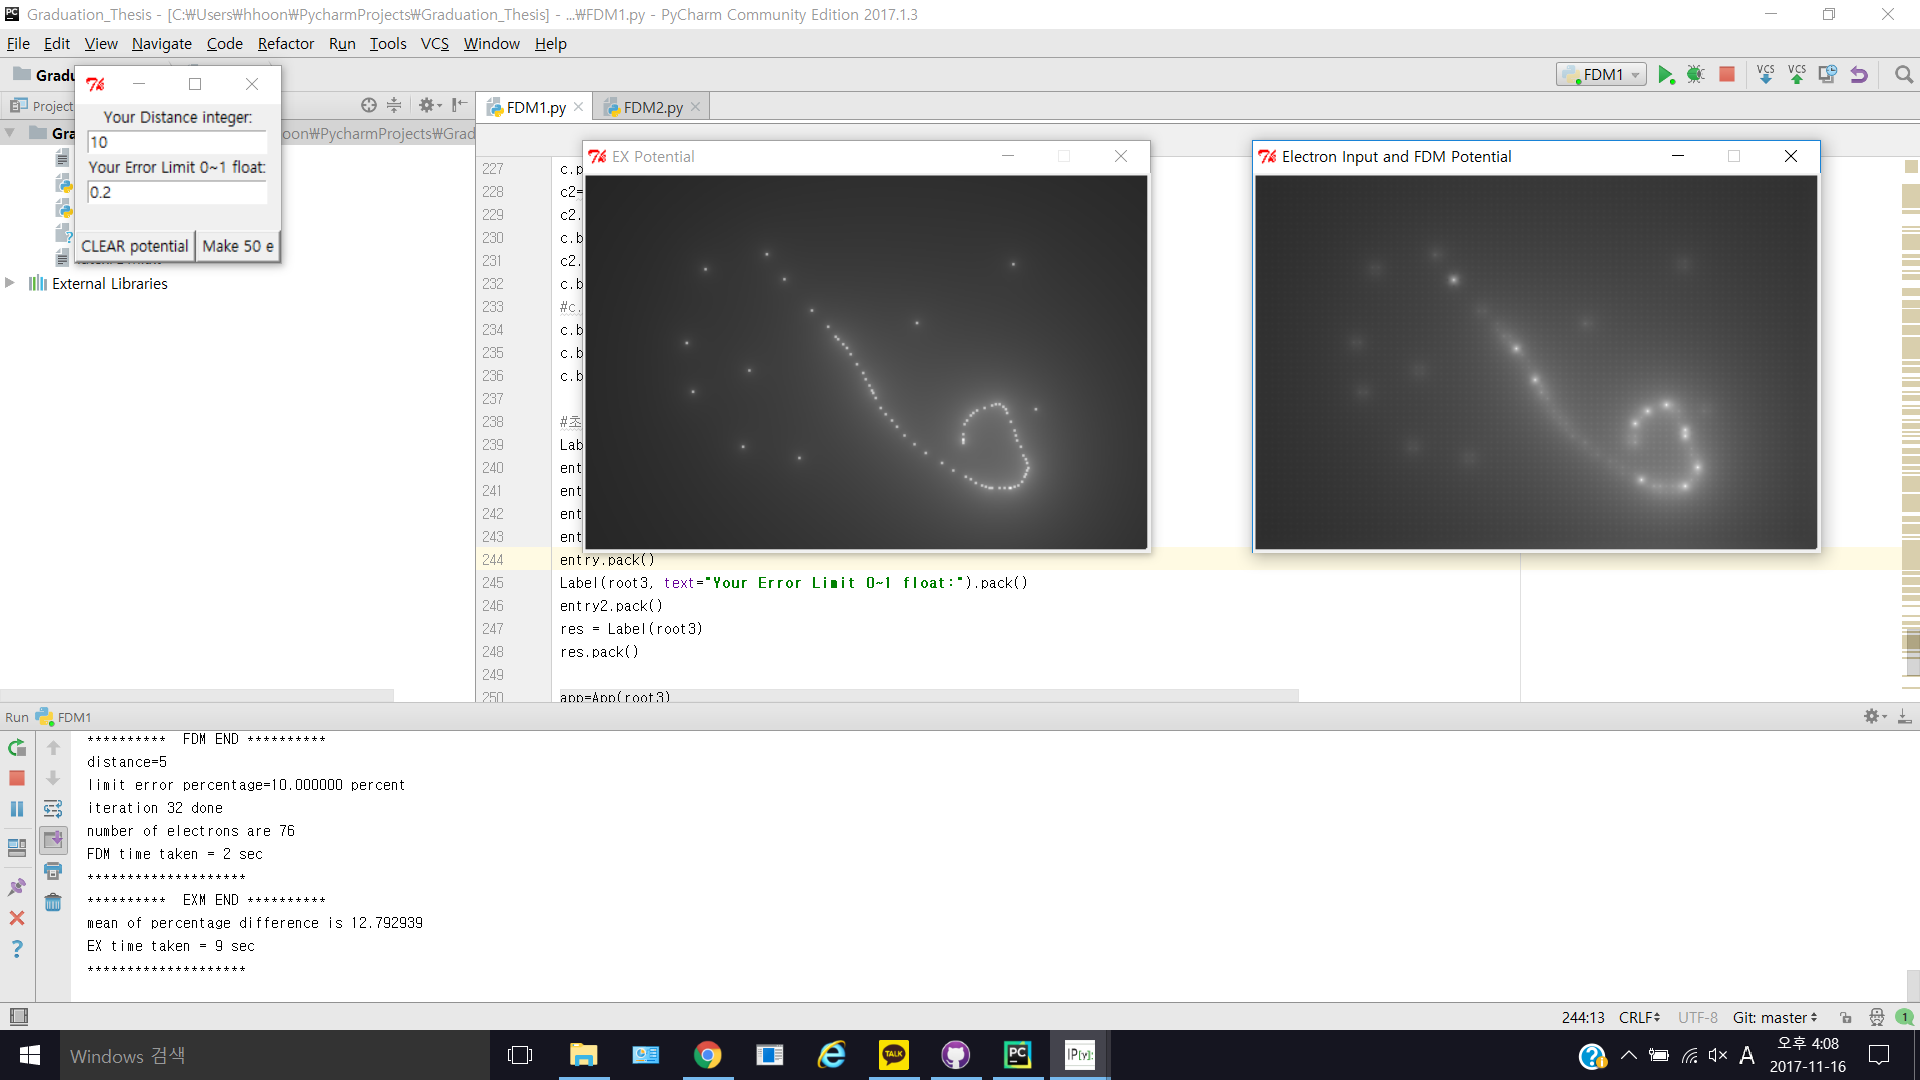 Graduation_Thesis - [C:₩Users₩hhoon₩PycharmProjects₩Graduation_Thesis] - ...₩FDM1.py - PyCharm Community Edition 2017.1.3
File Edit View Navigate Code Refactor Run Tools VCS Window Help
Gradu
FDM1
VCS
VCS
Project
FDM1.py
FDM2.py
Your Distance integer:
10
Your Error Limit 0~1 float:
0.2
CLEAR potential
Make 50 e
Gra
oon₩PycharmProjects₩Grad
External Libraries
EX Potential
Electron Input and FDM Potential
227 c.p
228 c2=
229 c2.
230 c.b
231 c2.
232 c.b
233 #c.
234 c.b
235 c.b
236 c.b
237
238 #초
239 Lab
240 ent
241 ent
242 ent
243 ent
244 entry.pack()
245 Label(root3, text="Your Error Limit 0~1 float:").pack()
246 entry2.pack()
247 res = Label(root3)
248 res.pack()
249
250 app=App(root3)
Run FDM1
********** FDM END **********
distance=5
limit error percentage=10.000000 percent
iteration 32 done
number of electrons are 76
FDM time taken = 2 sec
********************
********** EXM END **********
mean of percentage difference is 12.792939
EX time taken = 9 sec
********************
244:13 CRLF UTF-8 Git: master 1
Windows 검색
TALK
PC
IP[y]:
A
오후 4:08
2017-11-16